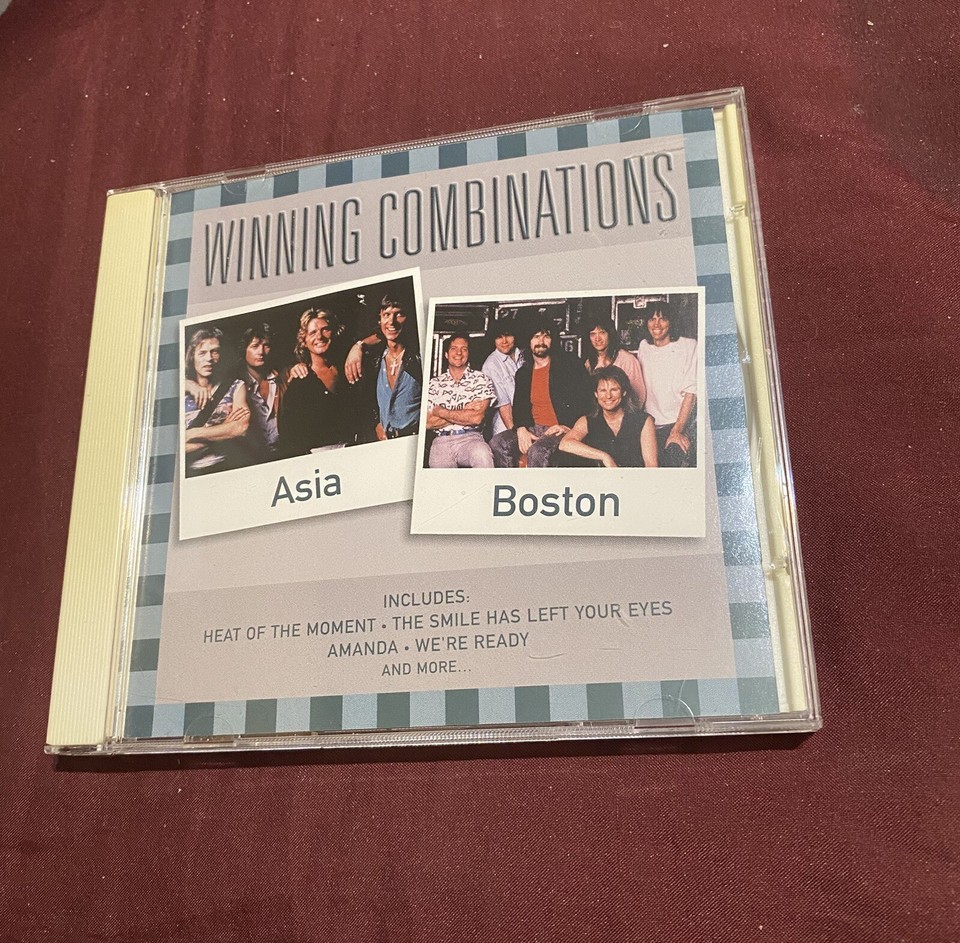 WINNING COMBINATIONS
Asia
Boston
INCLUDES:
HEAT OF THE MOMENT • THE SMILE HAS LEFT YOUR EYES
AMANDA • WE'RE READY
AND MORE...